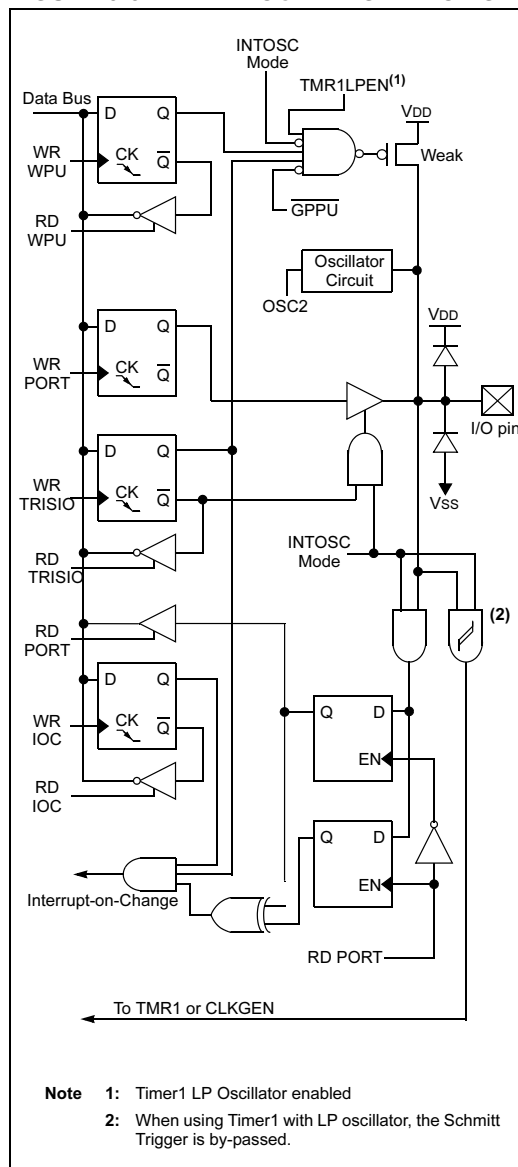 INTOSC
Mode
TMR1LPEN(1)
Data Bus
D Q
VDD
WR
WPU
CK Q
Weak
RD
WPU
GPPU
Oscillator
Circuit
OSC2
VDD
D Q
WR
PORT
CK Q
I/O pin
D Q
WR
TRISIO
CK Q
VSS
INTOSC
Mode
RD
TRISIO
(2)
RD
PORT
D Q
WR
IOC
CK Q
Q D
EN
RD
IOC
Q D
EN
Interrupt-on-Change
RD PORT
To TMR1 or CLKGEN
Note 1: Timer1 LP Oscillator enabled
2: When using Timer1 with LP oscillator, the Schmitt
Trigger is by-passed.